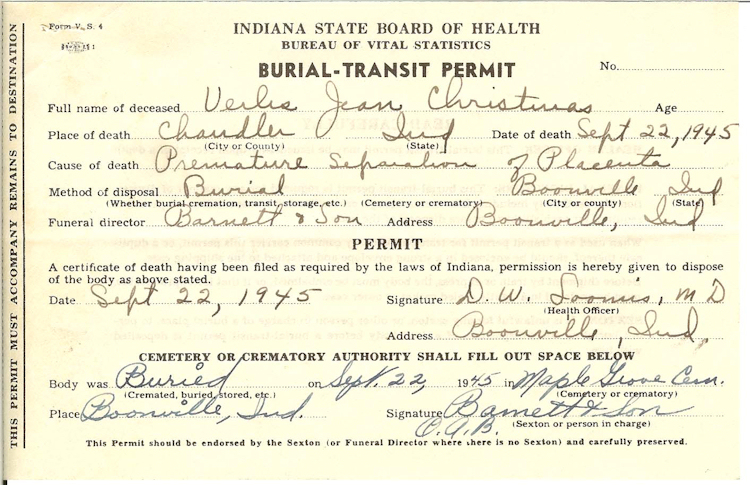 Form V. S. 4
INDIANA STATE BOARD OF HEALTH
BUREAU OF VITAL STATISTICS
BURIAL-TRANSIT PERMIT
No.
Full name of deceased Verlis Jean Christmas Age
Place of death Chandler Ind Date of death Sept 22, 1945
(City or County) (State)
Cause of death Premature Separation of Placenta
Method of disposal Burial Boonville Ind
(Whether burial, cremation, transit, storage, etc.) (Cemetery or crematory) (City or county) (State)
Funeral director Barnett & Son Address Boonville, Ind
PERMIT
A certificate of death having been filed as required by the laws of Indiana, permission is hereby given to dispose
of the body as above stated.
Date Sept 22, 1945 Signature D. W. Loomis, M D
(Health Officer)
Address Boonville, Ind,
CEMETERY OR CREMATORY AUTHORITY SHALL FILL OUT SPACE BELOW
Body was Buried on Sept. 22, 1945 in Maple Grove Cem.
(Cremated, buried, stored, etc.) (Cemetery or crematory)
Place Boonville, Ind. Signature Barnett & Son
C.A.B. (Sexton or person in charge)
This Permit should be endorsed by the Sexton (or Funeral Director where there is no Sexton) and carefully preserved.
THIS PERMIT MUST ACCOMPANY REMAINS TO DESTINATION